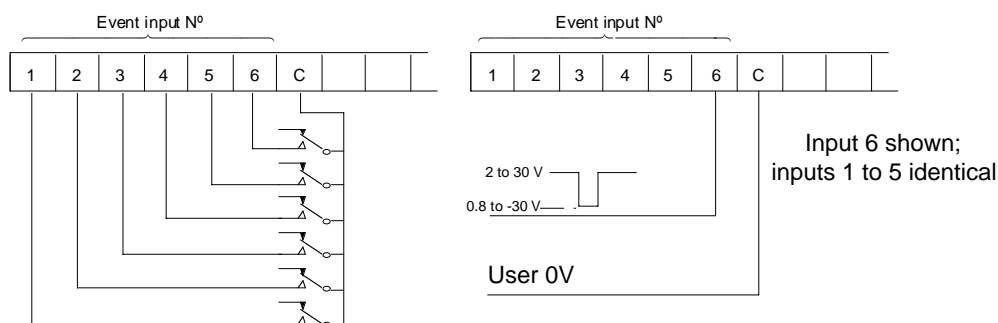 Event input Nº
1 2 3 4 5 6 C
Event input Nº
1 2 3 4 5 6 C
Input 6 shown;
inputs 1 to 5 identical
2 to 30 V
0.8 to -30 V
User 0V